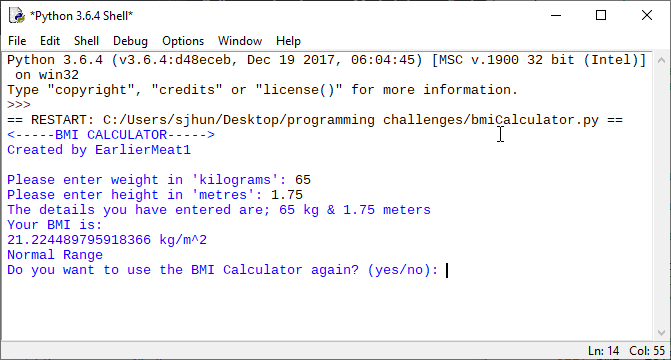 *Python 3.6.4 Shell*
File Edit Shell Debug Options Window Help
Python 3.6.4 (v3.6.4:d48eceb, Dec 19 2017, 06:04:45) [MSC v.1900 32 bit (Intel)]
on win32
Type "copyright", "credits" or "license()" for more information.
>>>
== RESTART: C:/Users/sjhun/Desktop/programming challenges/bmiCalculator.py ==
<-----BMI CALCULATOR----->
Created by EarlierMeat1
Please enter weight in 'kilograms': 65
Please enter height in 'metres': 1.75
The details you have entered are; 65 kg & 1.75 meters
Your BMI is:
21.224489795918366 kg/m^2
Normal Range
Do you want to use the BMI Calculator again? (yes/no):
Ln: 14 Col: 55